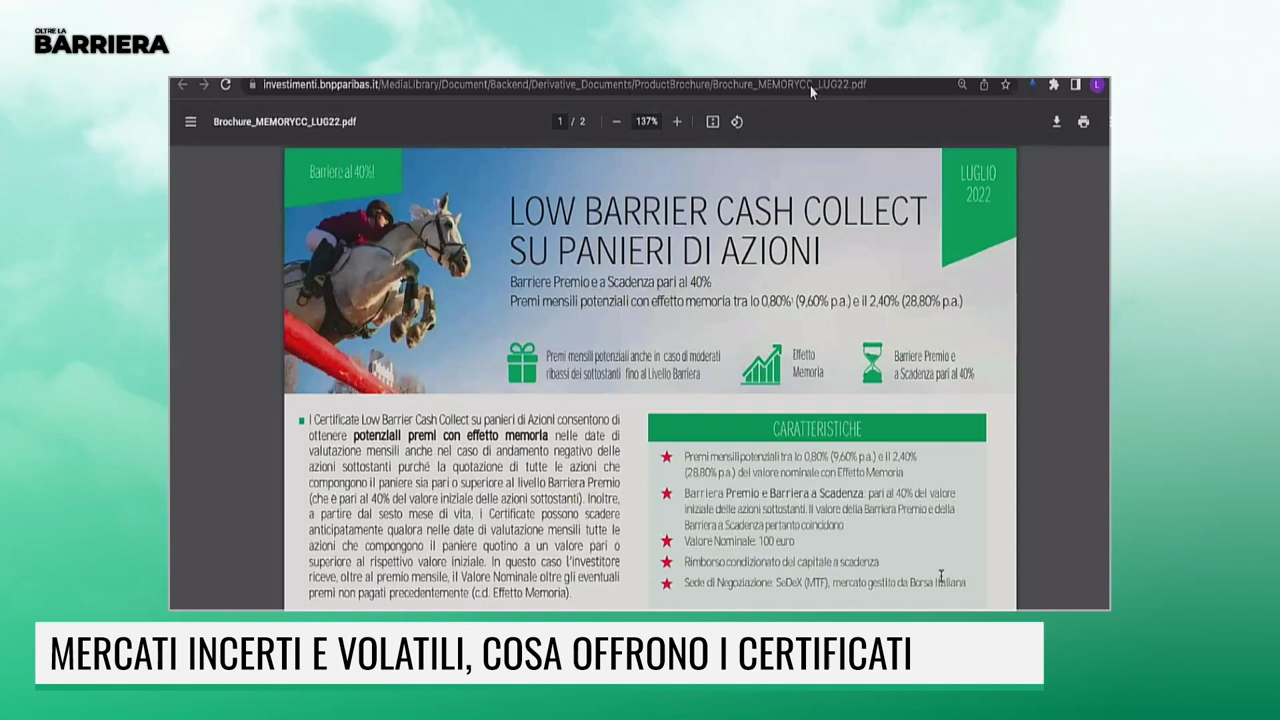 OLTRE LA
BARRIERA
investimenti.bnpparibas.it/MediaLibrary/Document/Backend/Derivative_Documents/ProductBrochure/Brochure_MEMORYCC_LUG22.pdf
L
Brochure_MEMORYCC_LUG22.pdf
1 / 2
137%
Barriere al 40%!
LUGLIO
2022
LOW BARRIER CASH COLLECT
SU PANIERI DI AZIONI
Barriere Premio e a Scadenza pari al 40%
Premi mensili potenziali con effetto memoria tra lo 0,80%¹ (9,60% p.a.) e il 2,40% (28,80% p.a.)
Premi mensili potenziali anche in caso di moderati
ribassi dei sottostanti fino al Livello Barriera
Effetto
Memoria
Barriere Premio e
a Scadenza pari al 40%
I Certificate Low Barrier Cash Collect su panieri di Azioni consentono di
ottenere potenziali premi con effetto memoria nelle date di
valutazione mensili anche nel caso di andamento negativo delle
azioni sottostanti purché la quotazione di tutte le azioni che
compongono il paniere sia pari o superiore al livello Barriera Premio
(che è pari al 40% del valore iniziale delle azioni sottostanti). Inoltre,
a partire dal sesto mese di vita, i Certificate possono scadere
anticipatamente qualora nelle date di valutazione mensili tutte le
azioni che compongono il paniere quotino a un valore pari o
superiore al rispettivo valore iniziale. In questo caso l'investitore
riceve, oltre al premio mensile, il Valore Nominale oltre gli eventuali
premi non pagati precedentemente (c.d. Effetto Memoria).
CARATTERISTICHE
Premi mensili potenziali tra lo 0,80% (9,60% p.a.) e il 2,40%
(28,80% p.a.) del valore nominale con Effetto Memoria
Barriera Premio e Barriera a Scadenza: pari al 40% del valore
iniziale delle azioni sottostanti. Il valore della Barriera Premio e della
Barriera a Scadenza pertanto coincidono
Valore Nominale: 100 euro
Rimborso condizionato del capitale a scadenza
Sede di Negoziazione: SeDeX (MTF), mercato gestito da Borsa Italiana
MERCATI INCERTI E VOLATILI, COSA OFFRONO I CERTIFICATI